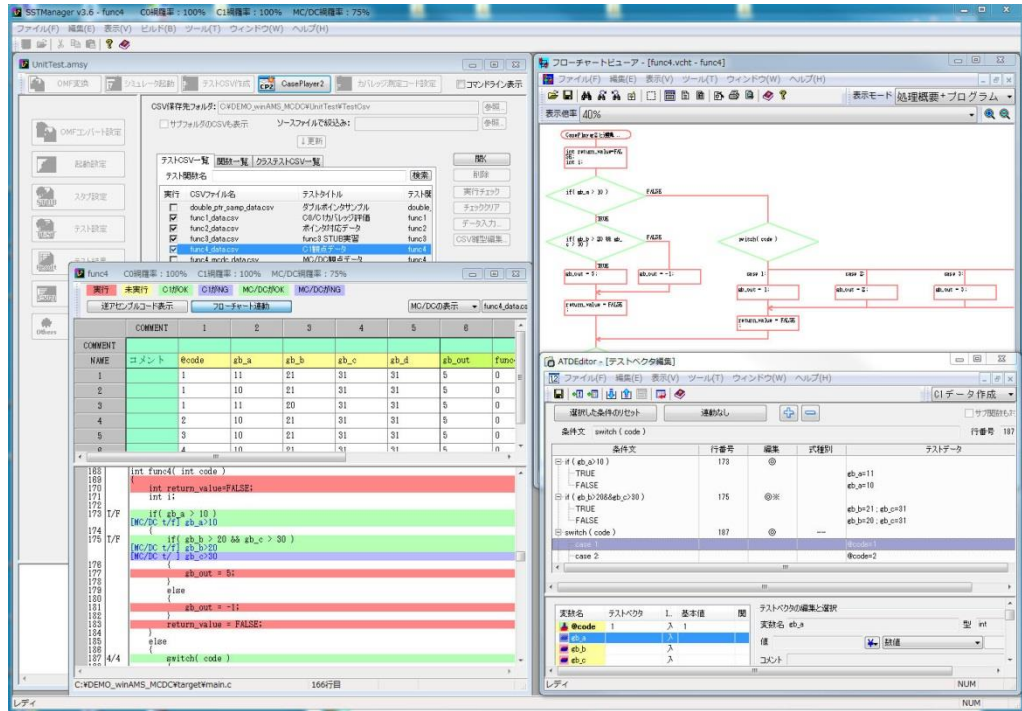 SSTManager v3.6 - func4 C0網羅率：100% C1網羅率：100% MC/DC網羅率：75%
ファイル(F) 編集(E) 表示(V) ビルド(B) ツール(T) ウィンドウ(W) ヘルプ(H)
UnitTest.amsy
OMF変換 シミュレータ起動 テストCSV作成 CasePlayer2 カバレッジ測定コード設定 コマンドライン表示
CSV保存先フォルダ: C:¥DEMO_winAMS_MCDC¥UnitTest¥TestCsv 参照...
サブフォルダのCSVも表示 ソースファイルで絞込み: 参照...
↓更新
OMFコンバート設定
起動設定
スタブ設定
テスト設定
テスト結果
Others
テストCSV一覧 関数一覧 クラステストCSV一覧
テスト関数名 検索
開く
削除
実行チェック
チェッククリア
データ入力...
CSV雛型編集...
実行 CSVファイル名 テストタイトル テスト関
double_ptr_samp_data.csv ダブルポインタサンプル double_
func1_data.csv C0/C1カバレッジ評価 func1
func2_data.csv ポインタ対応データ func2
func3_data.csv func3 STUB実習 func3
func4_data.csv C1観点データ func4
func4_mcdc_data.csv MC/DC観点データ func4
func4 C0網羅率：100% C1網羅率：100% MC/DC網羅率：75%
実行 未実行 C1がOK C1がNG MC/DCがOK MC/DCがNG
逆アセンブルコード表示 フローチャート連動 MC/DCの表示 func4_data.cs
COMMENT 1 2 3 4 5 6
COMMENT
NAME コメント @code gb_a gb_b gb_c gb_d gb_out func
1 1 11 21 31 31 5 0
2 1 10 21 31 31 5 0
3 1 11 20 31 31 5 0
4 2 10 21 31 31 5 0
5 3 10 21 31 31 5 0
168 int func4( int code )
169 {
170 int return_value=FALSE;
171 int i;
172
173 T/F if( gb_a > 10 )
[MC/DC t/f] gb_a>10
174 {
175 T/F if( gb_b > 20 && gb_c > 30 )
[MC/DC t/f] gb_b>20
[MC/DC t/ ] gb_c>30
176 {
177 gb_out = 5;
178 }
179 else
180 {
181 gb_out = -1;
182 }
183 return_value = FALSE;
184 }
185 else
186 {
187 4/4 switch( code )
C:¥DEMO_winAMS_MCDC¥target¥main.c 166行目
レディ NUM
フローチャートビューア - [func4.vcht - func4]
ファイル(F) 編集(E) 表示(V) ツール(T) ウィンドウ(W) ヘルプ(H)
表示モード 処理概要+プログラム
表示倍率 40%
int return_value=FALSE;
int i;
if( gb_a > 10 ) FALSE
TRUE
if( gb_b > 20 && gb_c > 30 ) FALSE switch( code )
TRUE case 1: case 2: case 3:
gb_out = 5; gb_out = -1; gb_out = 1; gb_out = 2; gb_out = 3;
return_value = FALSE; return_value = FALSE;
ATDEditor - [テストベクタ編集]
ファイル(F) 編集(E) 表示(V) ツール(T) ウィンドウ(W) ヘルプ(H)
C1データ作成
選択した条件のリセット 連動なし
条件文 switch ( code ) 行番号 187
条件文 行番号 編集 式種別 テストデータ
if ( gb_a>10 ) 173 ◎
TRUE gb_a=11
FALSE gb_a=10
if ( gb_b>20&&gb_c>30 ) 175 ◎※
TRUE gb_b=21 ; gb_c=31
FALSE gb_b=20 ; gb_c=31
switch ( code ) 187 ◎ ---
case 1 @code=1
case 2 @code=2
変数名 テストベクタ 基本値 関
@code 1 入 1
gb_a 入
gb_b 入
gb_c 入
テストベクタの編集と選択
変数名 gb_a 型 int
値 数値
コメント
レディ NUM